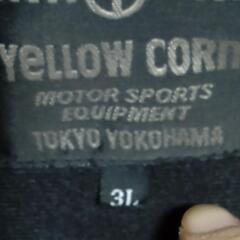 YeLLOW CORN
MOTOR SPORTS
EQUIPMENT
TOKYO YOKOHAMA
3L